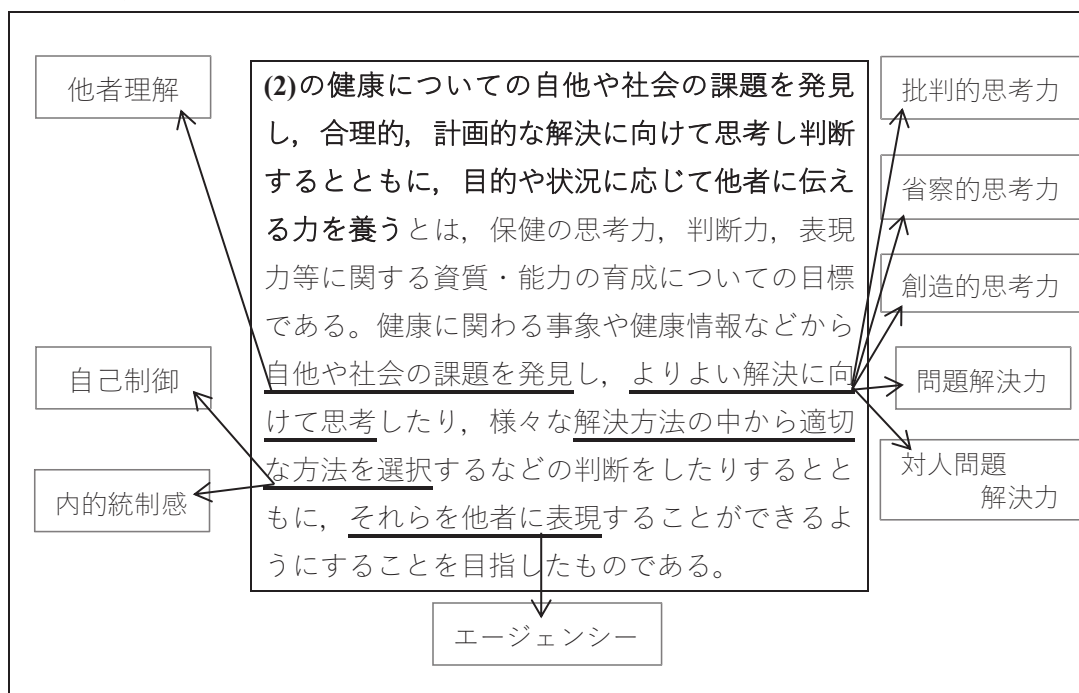 他者理解
自己制御
内的統制感
(2)の健康についての自他や社会の課題を発見
し，合理的，計画的な解決に向けて思考し判断
するとともに，目的や状況に応じて他者に伝え
る力を養うとは，保健の思考力，判断力，表現
力等に関する資質・能力の育成についての目標
である。健康に関わる事象や健康情報などから
自他や社会の課題を発見し，よりよい解決に向
けて思考したり，様々な解決方法の中から適切
な方法を選択するなどの判断をしたりするとと
もに，それらを他者に表現することができるよ
うにすることを目指したものである。
批判的思考力
省察的思考力
創造的思考力
問題解決力
対人問題
解決力
エージェンシー